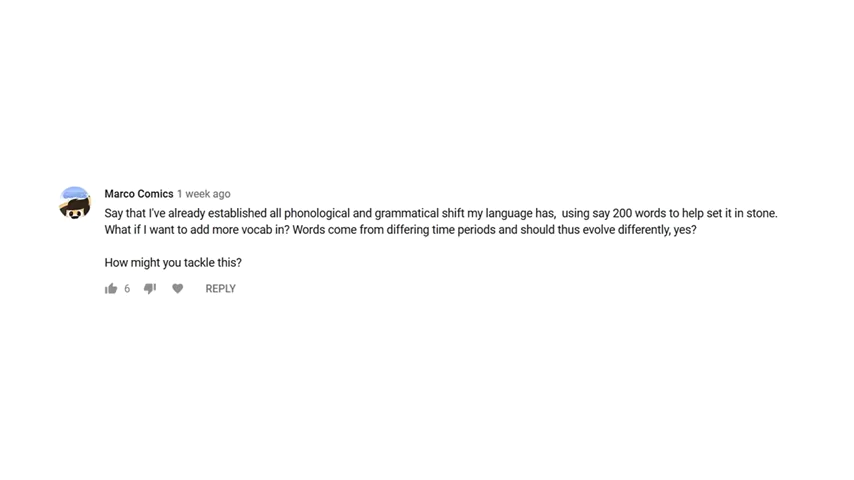 Marco Comics 1 week ago
Say that I've already established all phonological and grammatical shift my language has, using say 200 words to help set it in stone.
What if I want to add more vocab in? Words come from differing time periods and should thus evolve differently, yes?
How might you tackle this?
6 REPLY